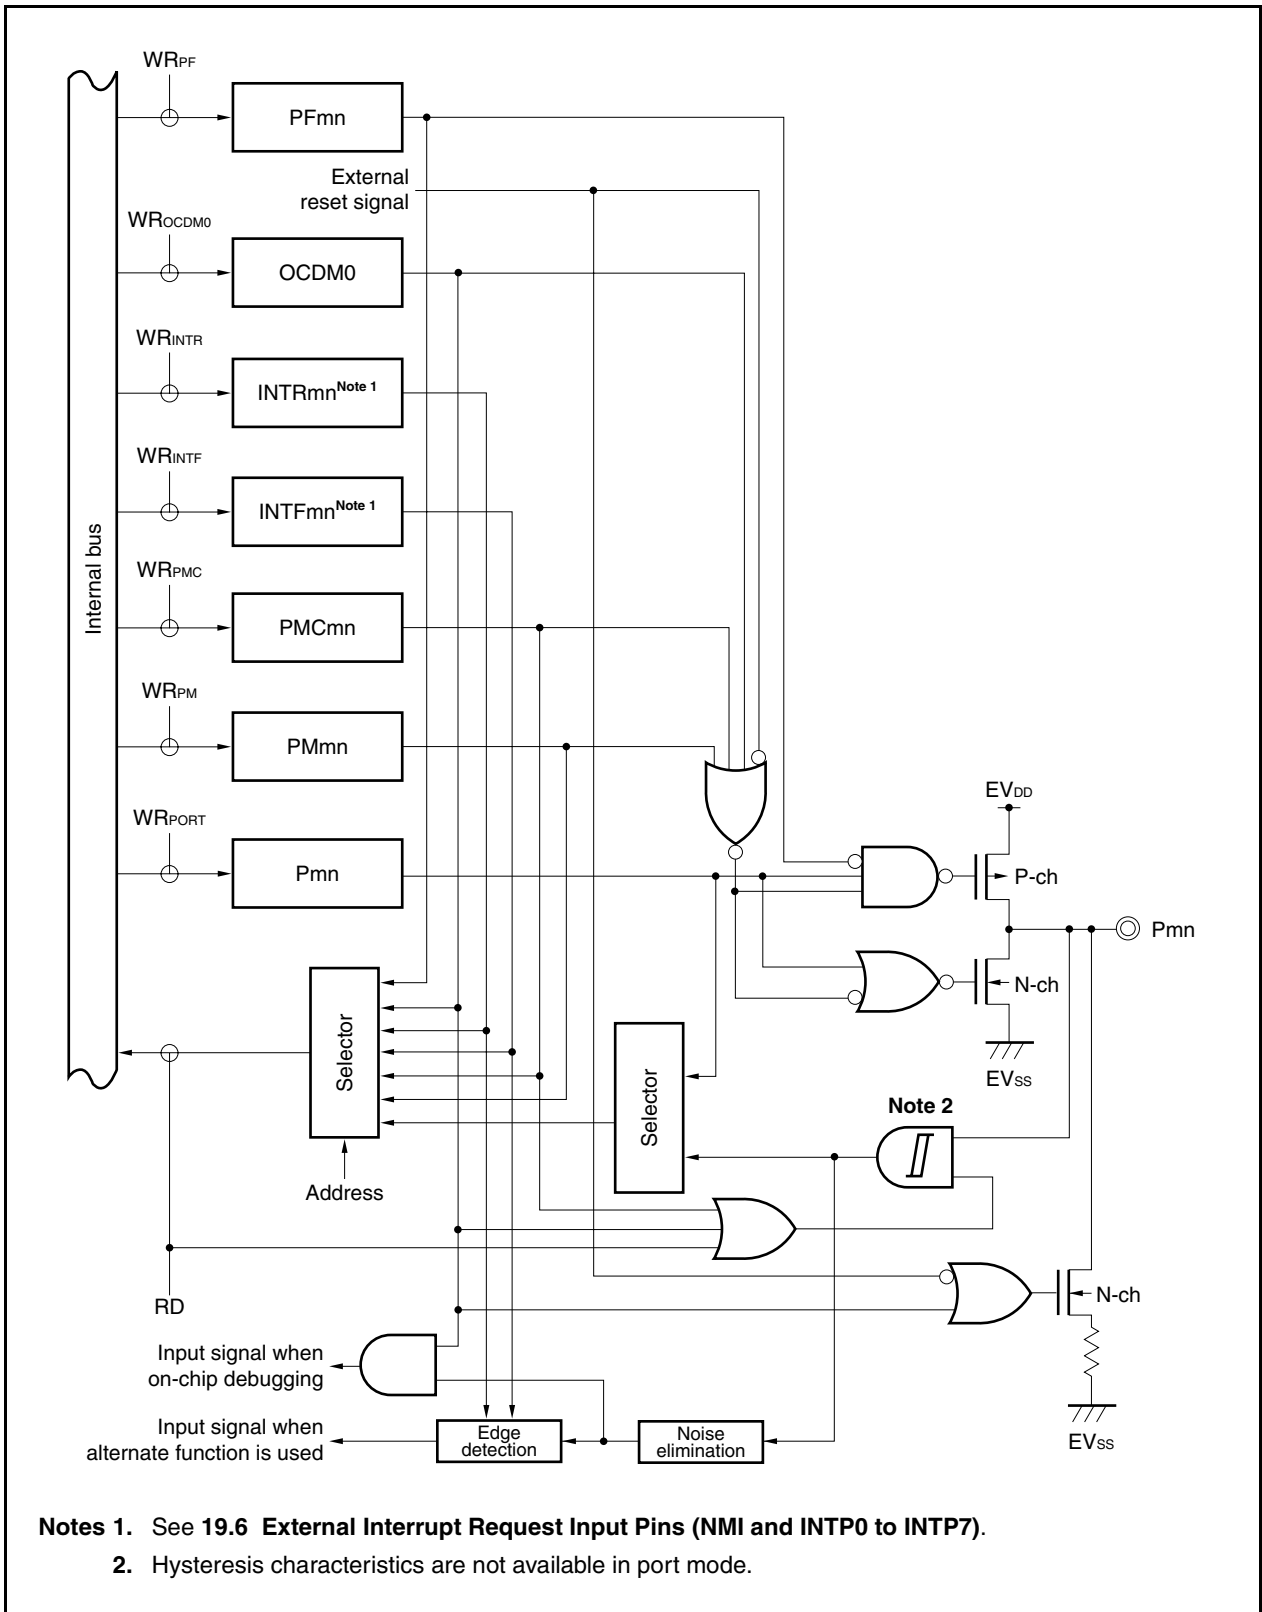 WRPF
PFmn
External
reset signal
WROCDM0
OCDM0
WRINTR
INTRmnNote 1
WRINTF
INTFmnNote 1
Internal bus
WRPMC
PMCmn
WRPM
PMmn
WRPORT
Pmn
EVDD
P-ch
Pmn
N-ch
EVSS
Selector
Selector
Note 2
Address
RD
N-ch
Input signal when
on-chip debugging
Input signal when
alternate function is used
Edge
detection
Noise
elimination
EVSS
Notes 1. See 19.6 External Interrupt Request Input Pins (NMI and INTP0 to INTP7).
2. Hysteresis characteristics are not available in port mode.